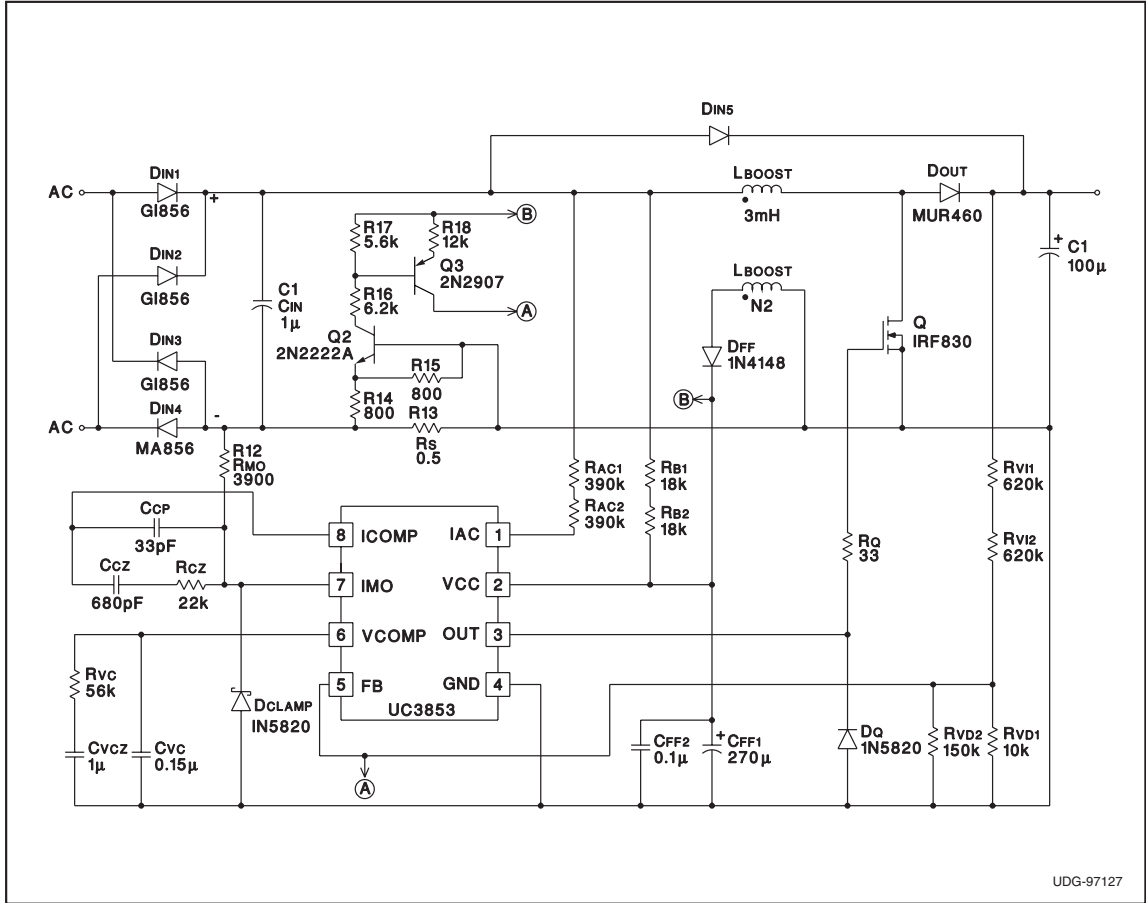 DIN5
AC
DIN1
GI856
+
LBOOST
3mH
DOUT
MUR460
B
R17
5.6k
R18
12k
+
C1
100µ
DIN2
GI856
Q3
2N2907
LBOOST
N2
C1
CIN
1µ
R16
6.2k
A
Q
IRF830
DIN3
GI856
Q2
2N2222A
DFF
1N4148
R15
800
B
R14
800
R13
RS
0.5
AC
DIN4
MA856
-
R12
RMO
3900
RAC1
390k
RB1
18k
RVI1
620k
CCP
33pF
RAC2
390k
RB2
18k
8 ICOMP IAC 1
RQ
33
RVI2
620k
CCZ
680pF
RCZ
22k
7 IMO VCC 2
6 VCOMP OUT 3
RVC
56k
5 FB GND 4
UC3853
DCLAMP
IN5820
CVCZ
1µ
CVC
0.15µ
CFF2
0.1µ
+
CFF1
270µ
DQ
1N5820
RVD2
150k
RVD1
10k
A
UDG-97127